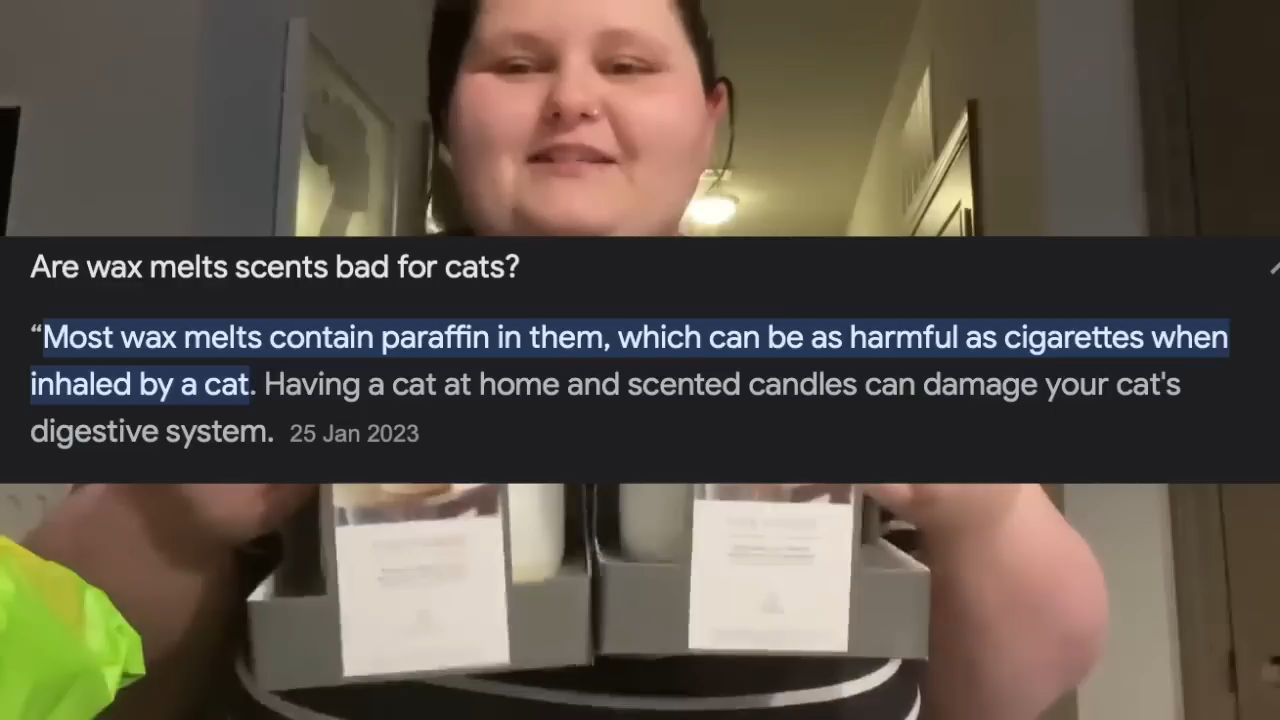 Are wax melts scents bad for cats?
“Most wax melts contain paraffin in them, which can be as harmful as cigarettes when
inhaled by a cat. Having a cat at home and scented candles can damage your cat's
digestive system. 25 Jan 2023